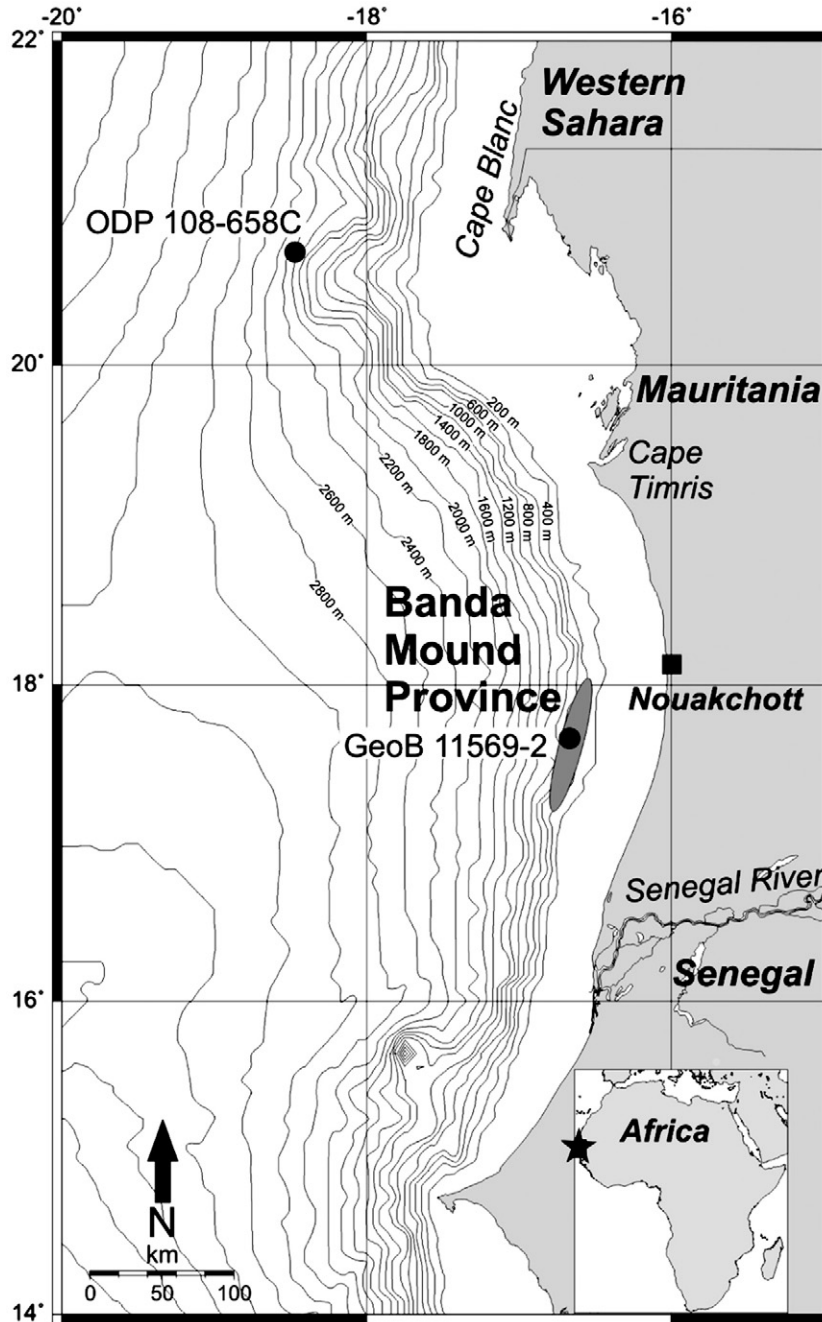 -20
-18
-16
22°
Western
Sahara
Cape Blanc
ODP 108-658C
20°
Mauritania
200 m
600 m
1000 m
1400 m
1800 m
Cape
Timris
2200 m
2600 m
2000 m
1600 m
1200 m
800 m
400 m
2400 m
2800 m
Banda
Mound
Province
18°
Nouakchott
GeoB 11569-2
Senegal River
Senegal
16°
Africa
N
km
0 50 100
14°